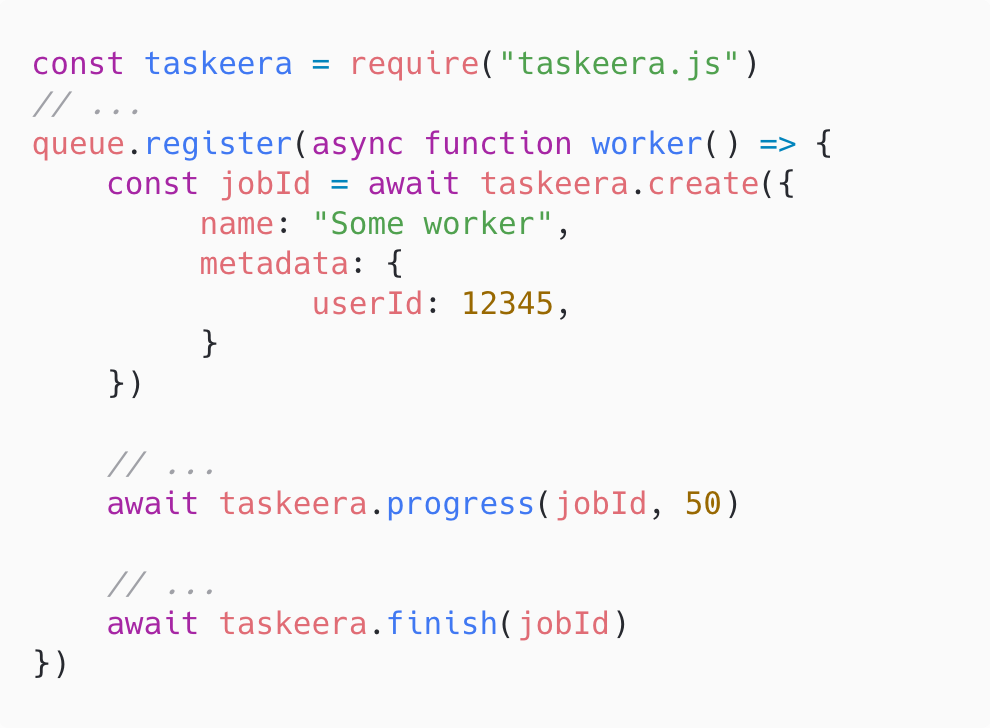 const taskeera = require("taskeera.js")
// ...
queue.register(async function worker() => {
    const jobId = await taskeera.create({
         name: "Some worker",
         metadata: {
               userId: 12345,
         }
    })

    // ...
    await taskeera.progress(jobId, 50)

    // ...
    await taskeera.finish(jobId)
})